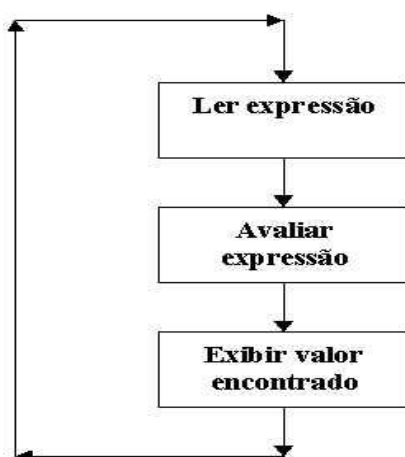 Ler expressão
Avaliar
expressão
Exibir valor
encontrado